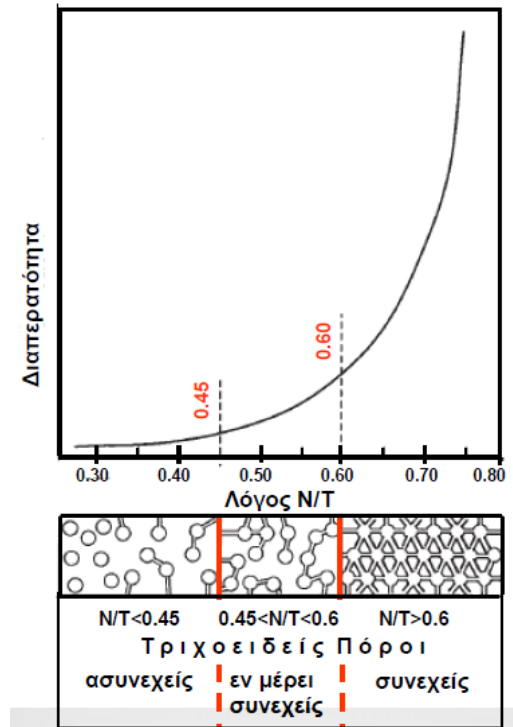 Διαπερατότητα
0.45
0.60
0.30 0.40 0.50 0.60 0.70 0.80
Λόγος Ν/Τ
Ν/Τ<0.45 0.45<Ν/Τ<0.6 Ν/Τ>0.6
Τριχοειδείς Πόροι
ασυνεχείς εν μέρει συνεχείς
συνεχείς